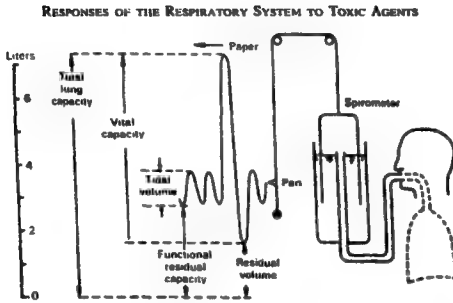 RESPONSES OF THE RESPIRATORY SYSTEM TO TOXIC AGENTS
Paper
Liters
Total
lung
capacity
Spirometer
6
Vital
capacity
4
Tidal
volume
Pen
2
Functional
residual
capacity
Residual
volume
0